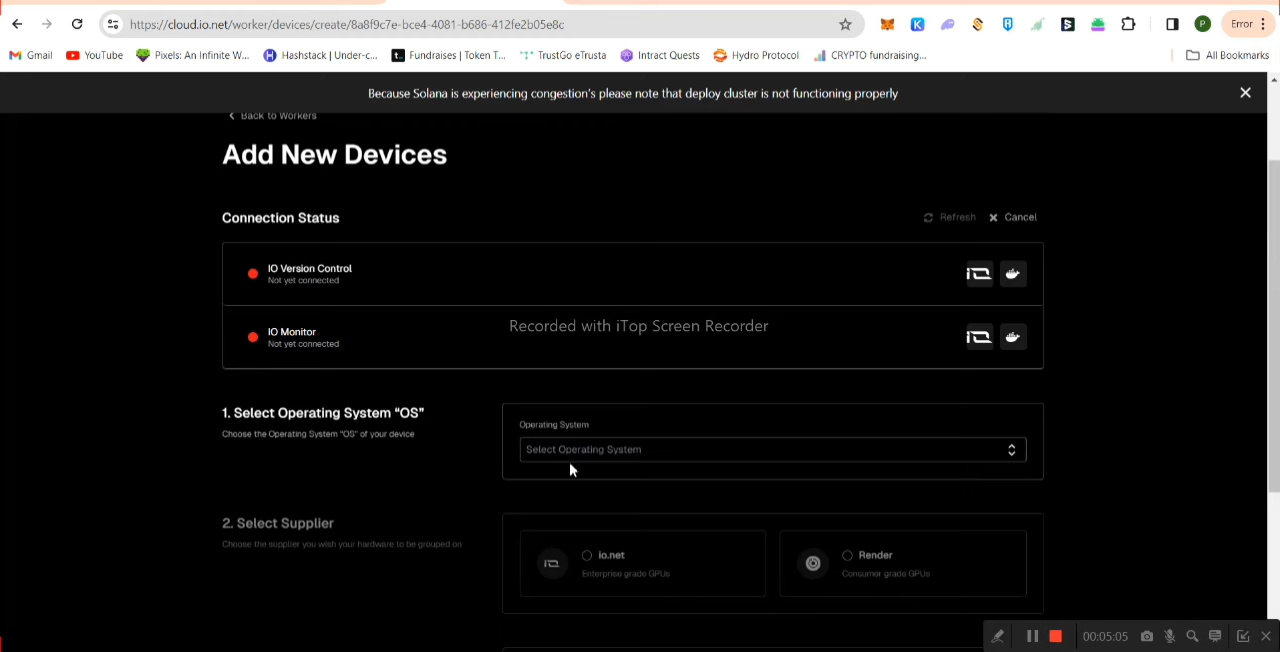 https://cloud.io.net/worker/devices/create/8a8f9c7e-bce4-4081-b686-412fe2b05e8c
P
Error
Gmail YouTube Pixels: An Infinite W... Hashstack | Under-c... Fundraises | Token T... TrustGo eTrusta Intract Quests Hydro Protocol CRYPTO fundraising... All Bookmarks
Because Solana is experiencing congestion's please note that deploy cluster is not functioning properly
Back to Workers
Add New Devices
Connection Status
Refresh Cancel
IO Version Control
Not yet connected
IO Monitor
Not yet connected
Recorded with iTop Screen Recorder
1. Select Operating System “OS”
Choose the Operating System “OS” of your device
Operating System
Select Operating System
2. Select Supplier
Choose the supplier you wish your hardware to be grouped on
io.net
Enterprise grade GPUs
Render
Consumer grade GPUs
00:05:05